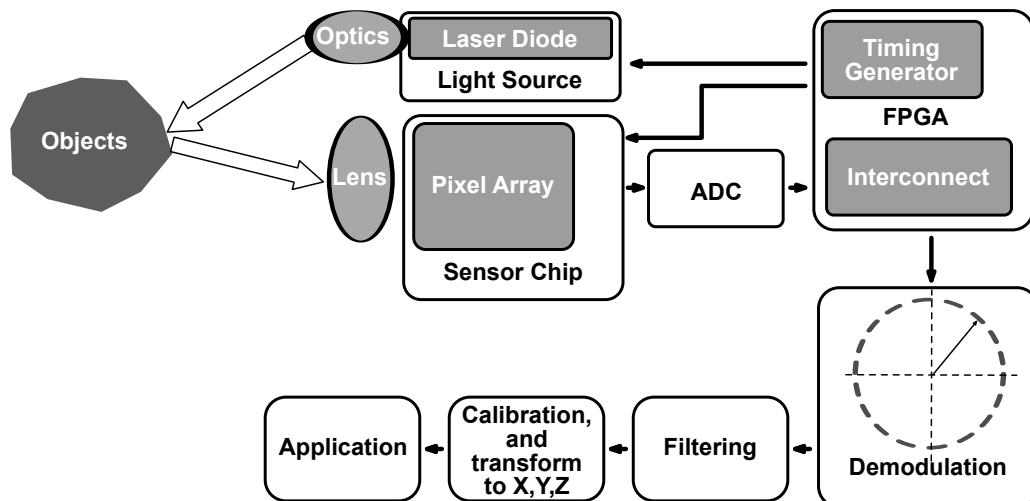 Optics
Laser Diode
Light Source
Timing
Generator
FPGA
Objects
Lens
Pixel Array
Sensor Chip
ADC
Interconnect
Demodulation
Filtering
Calibration,
and
transform
to X,Y,Z
Application